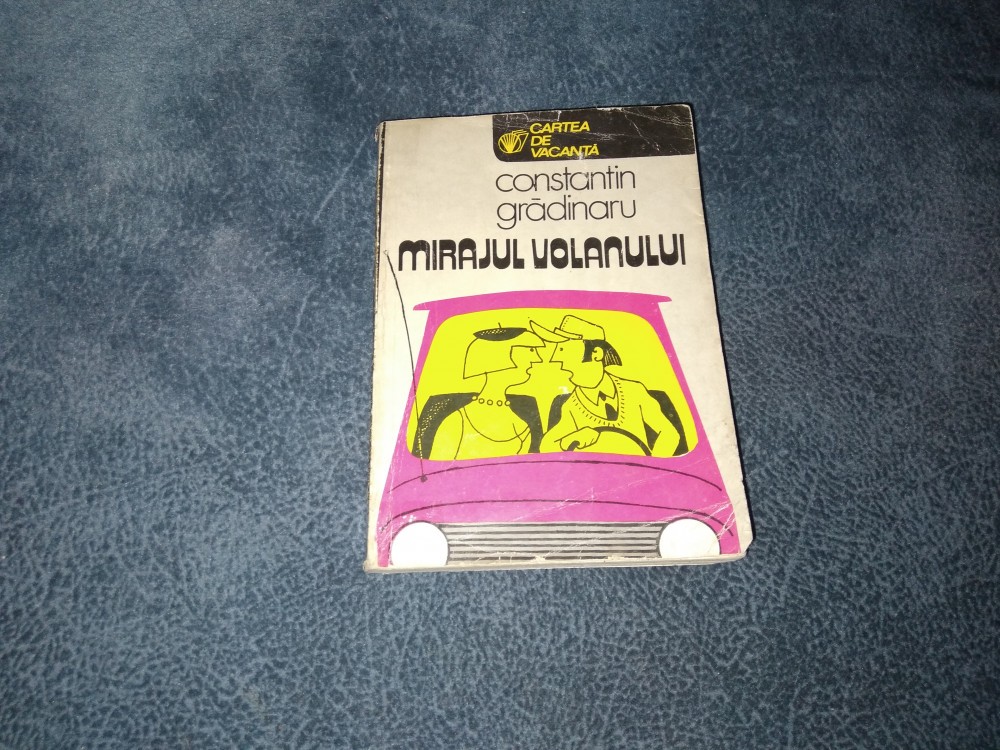 CARTEA
DE
VACANȚĂ
constantin
grădinaru
MIRAJUL VOLANULUI